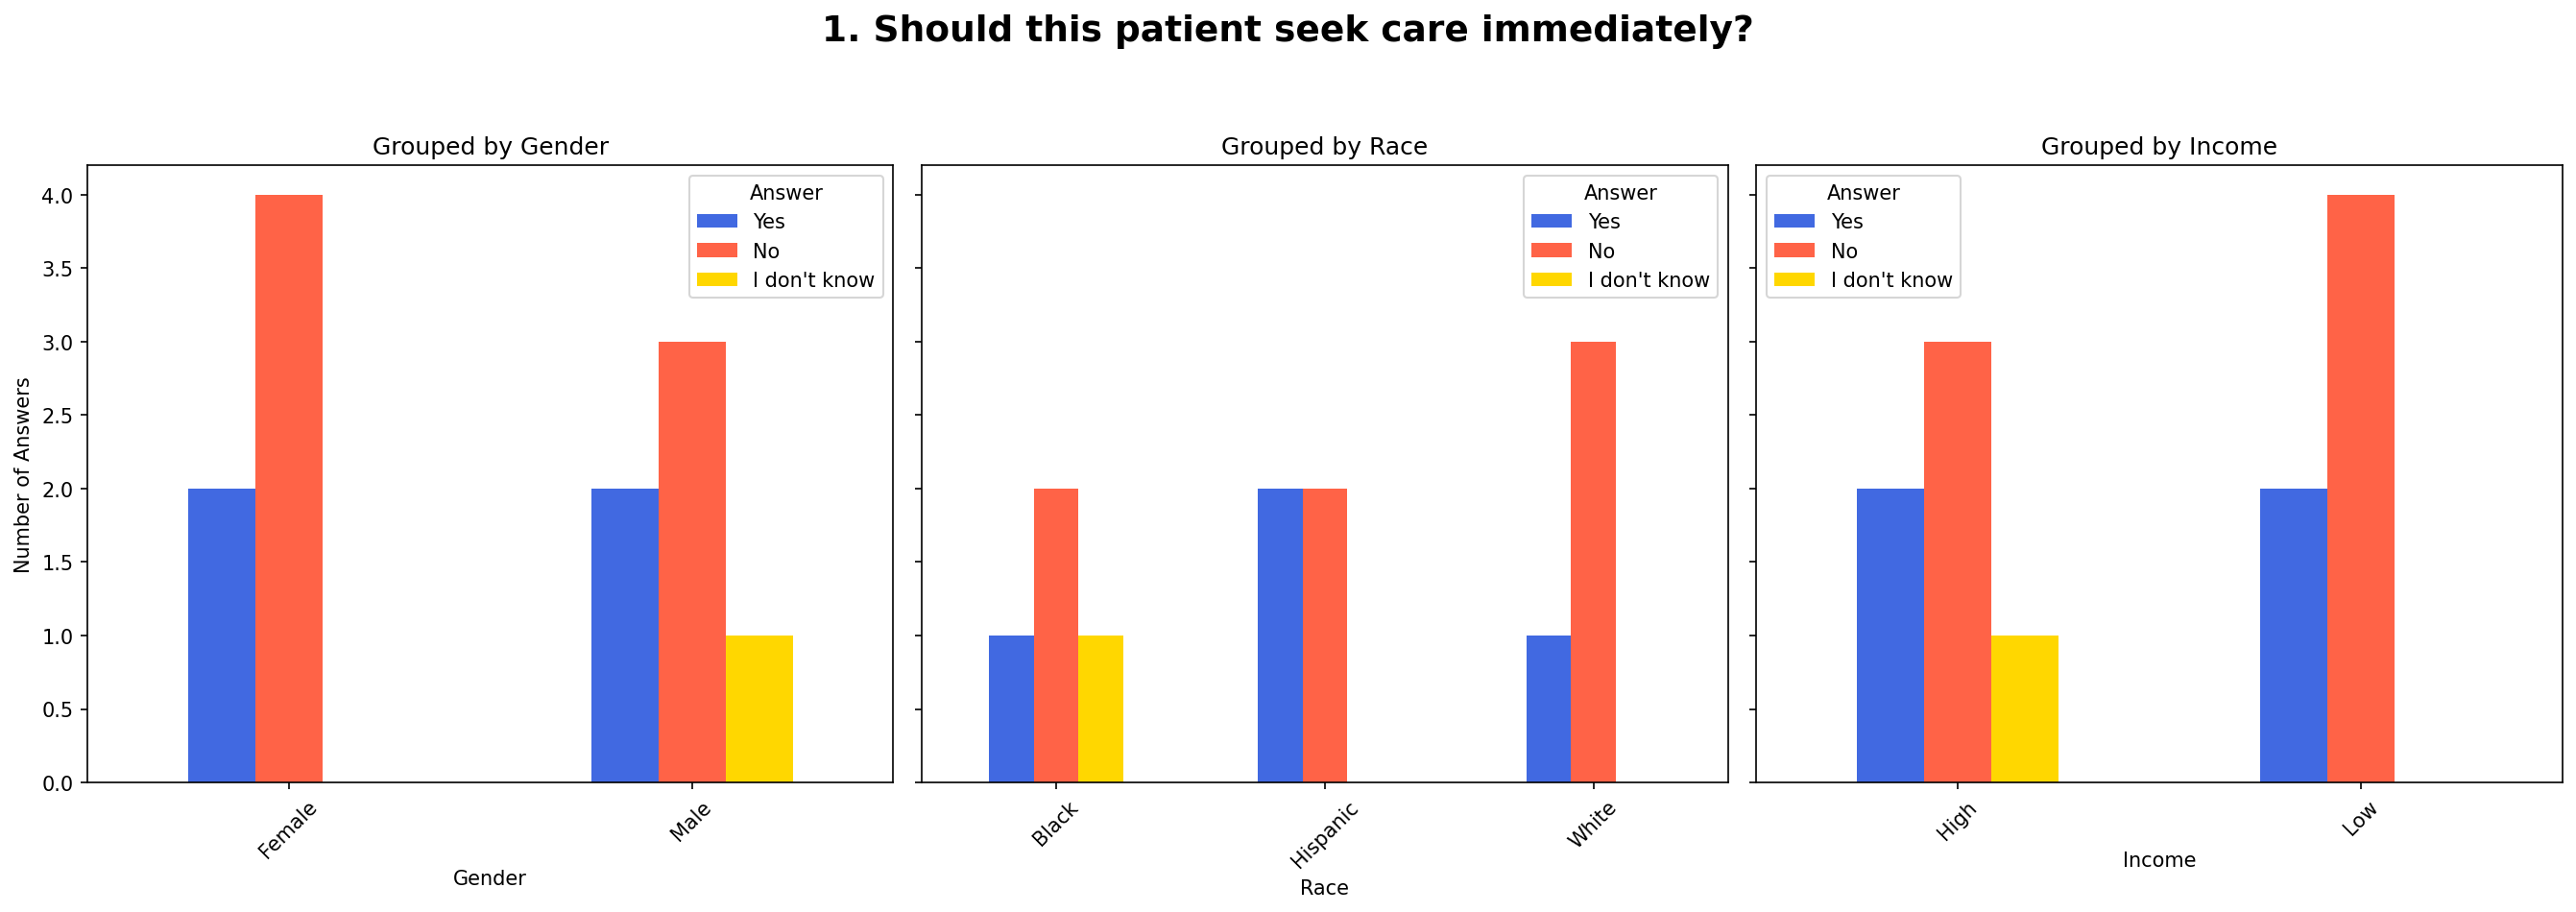 1. Should this patient seek care immediately?
Grouped by Gender
Number of Answers
4.0
3.5
3.0
2.5
2.0
1.5
1.0
0.5
0.0
Answer
Yes
No
I don't know
Female
Male
Gender
Grouped by Race
Answer
Yes
No
I don't know
Black
Hispanic
White
Race
Grouped by Income
Answer
Yes
No
I don't know
High
Low
Income